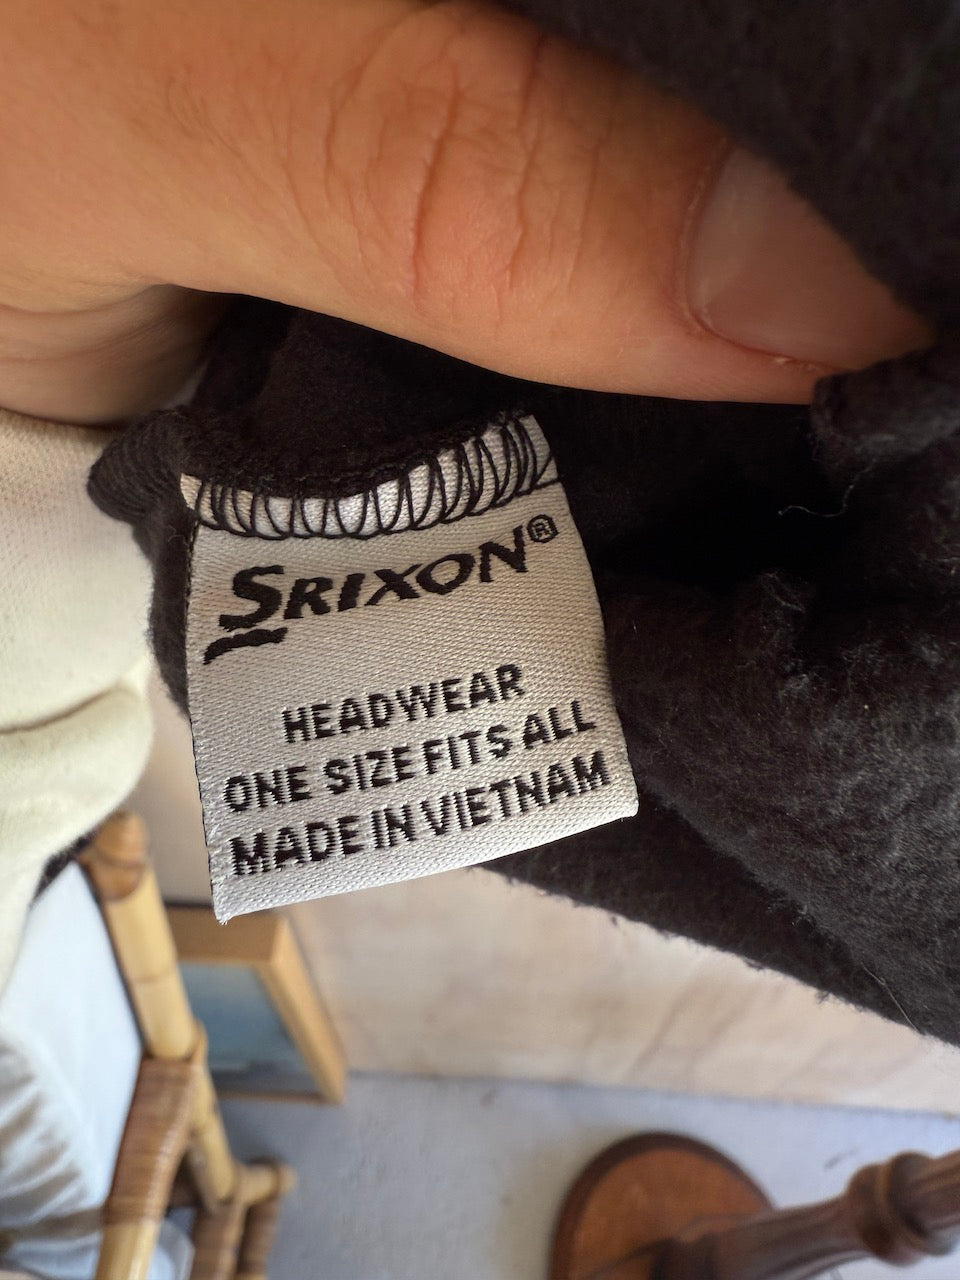 SRIXON®
HEADWEAR
ONE SIZE FITS ALL
MADE IN VIETNAM